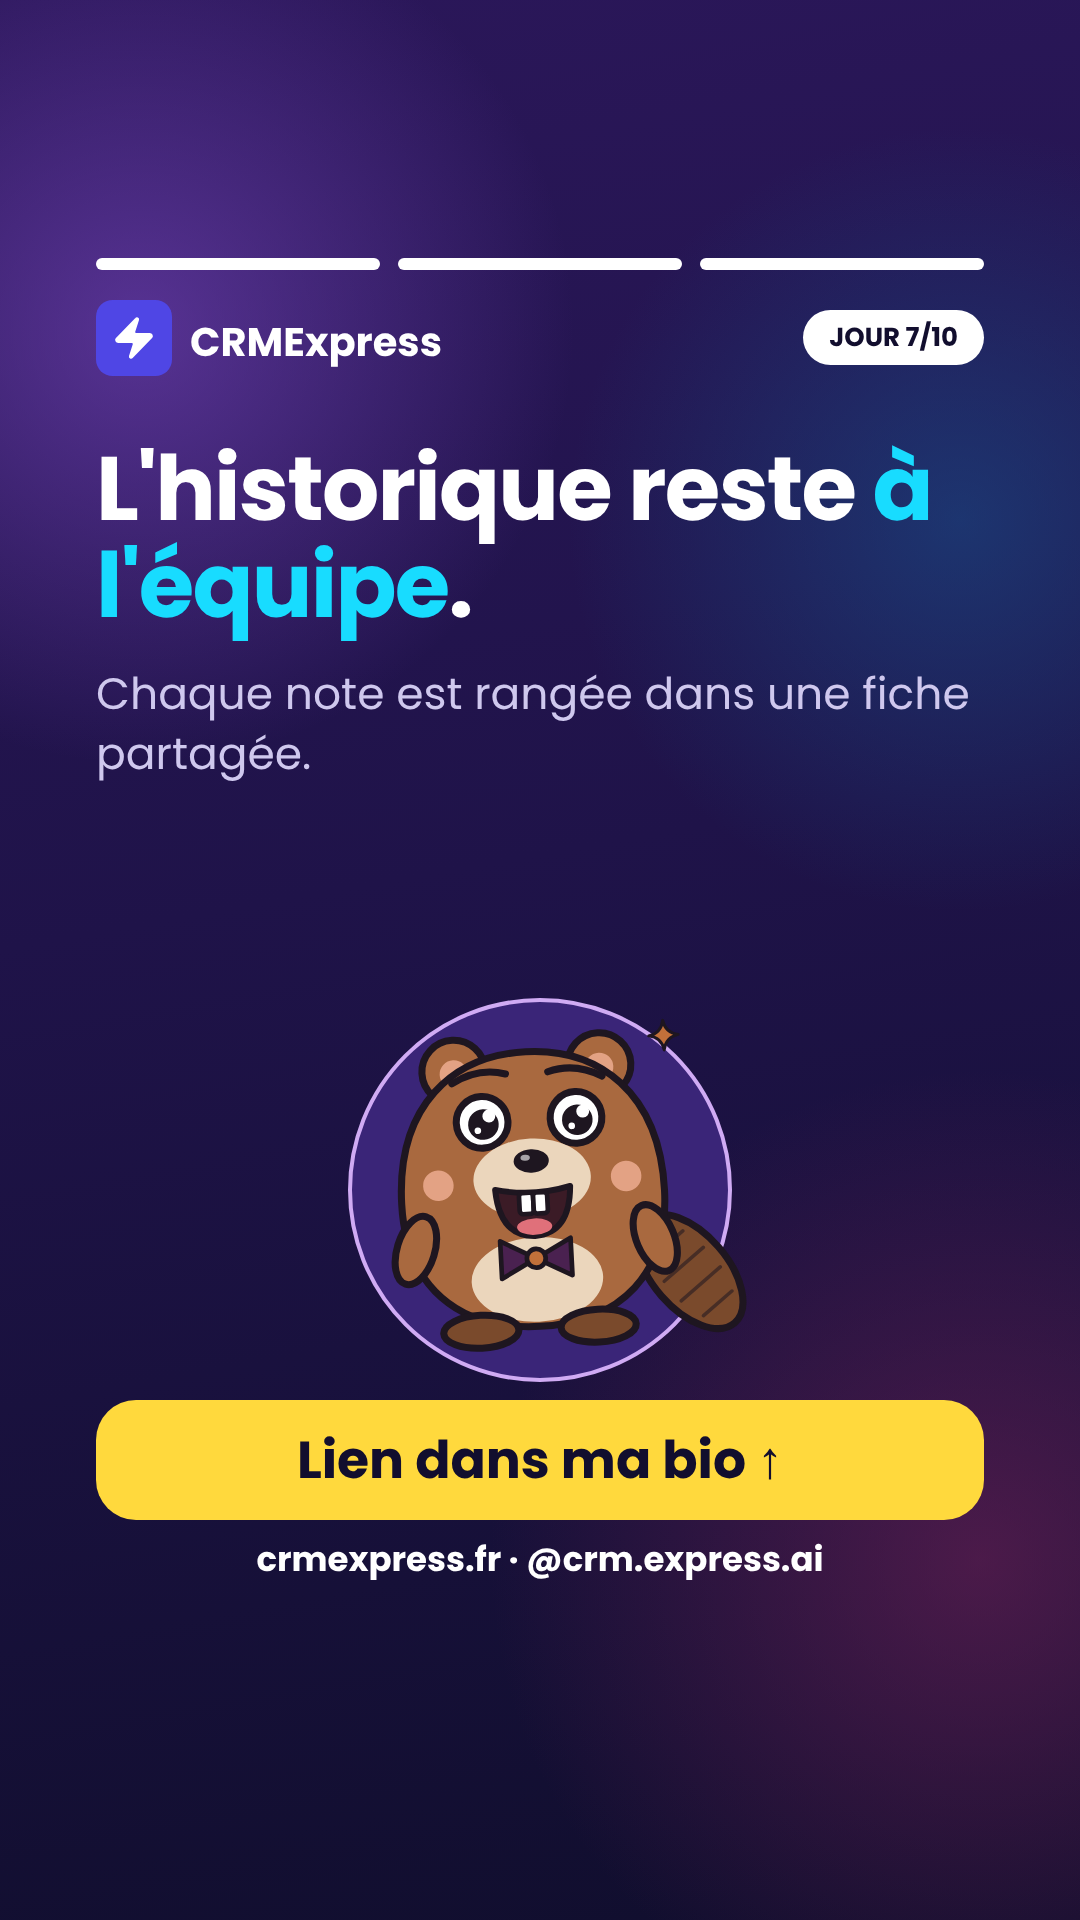 CRMExpress
JOUR 7/10
L'historique reste à
l'équipe.
Chaque note est rangée dans une fiche
partagée.
Lien dans ma bio ↑
crmexpress.fr · @crm.express.ai